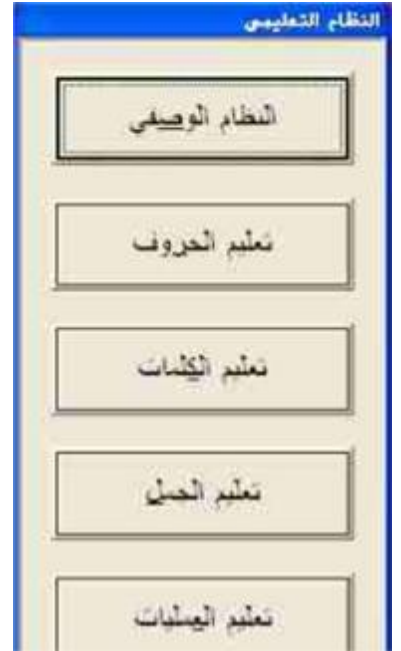 النظام التعليمي
النظام الوصفي
تعليم الحروف
تعليم الكلمات
تعليم الجمل
تعليم العمليات